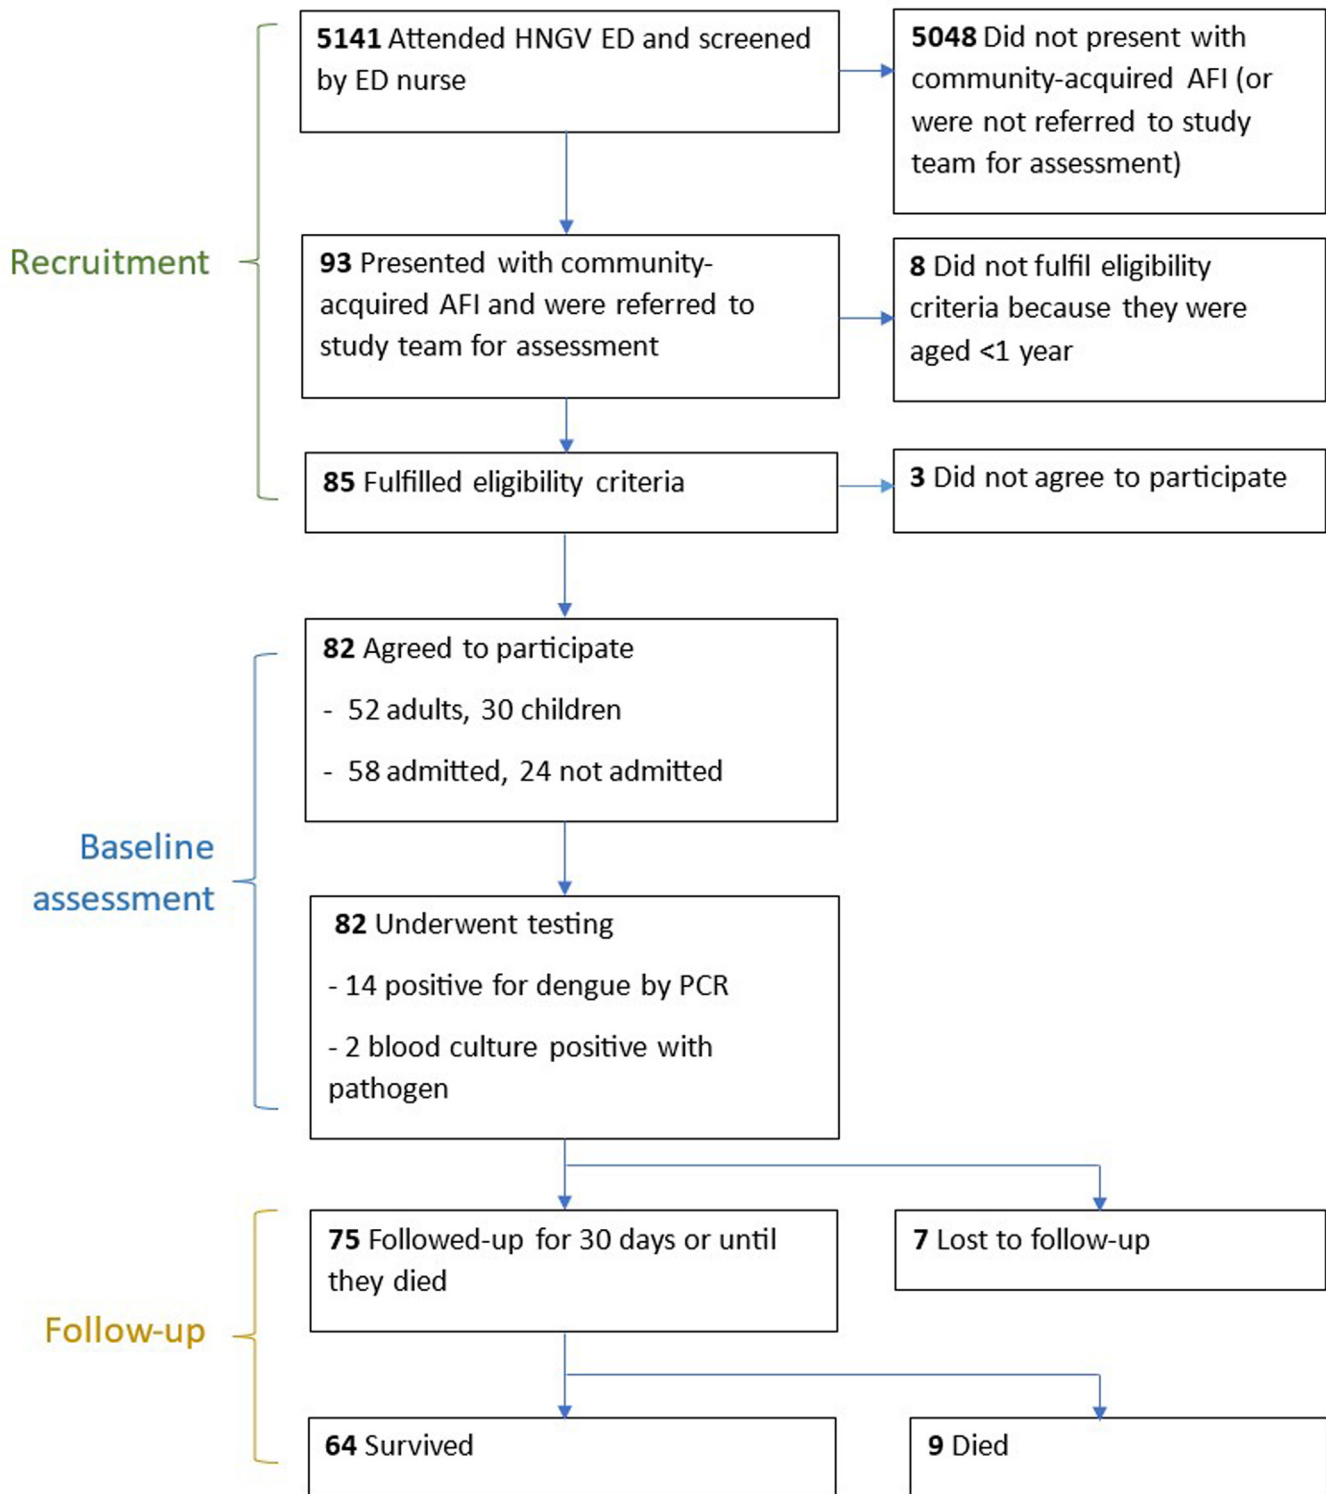 5141 Attended HNGV ED and screened
by ED nurse
5048 Did not present with
community-acquired AFI (or
were not referred to study
team for assessment)
Recruitment
93 Presented with community-
acquired AFI and were referred to
study team for assessment
8 Did not fulfil eligibility
criteria because they were
aged <1 year
85 Fulfilled eligibility criteria
3 Did not agree to participate
82 Agreed to participate
- 52 adults, 30 children
- 58 admitted, 24 not admitted
Baseline
assessment
82 Underwent testing
- 14 positive for dengue by PCR
- 2 blood culture positive with
pathogen
75 Followed-up for 30 days or until
they died
7 Lost to follow-up
Follow-up
64 Survived
9 Died